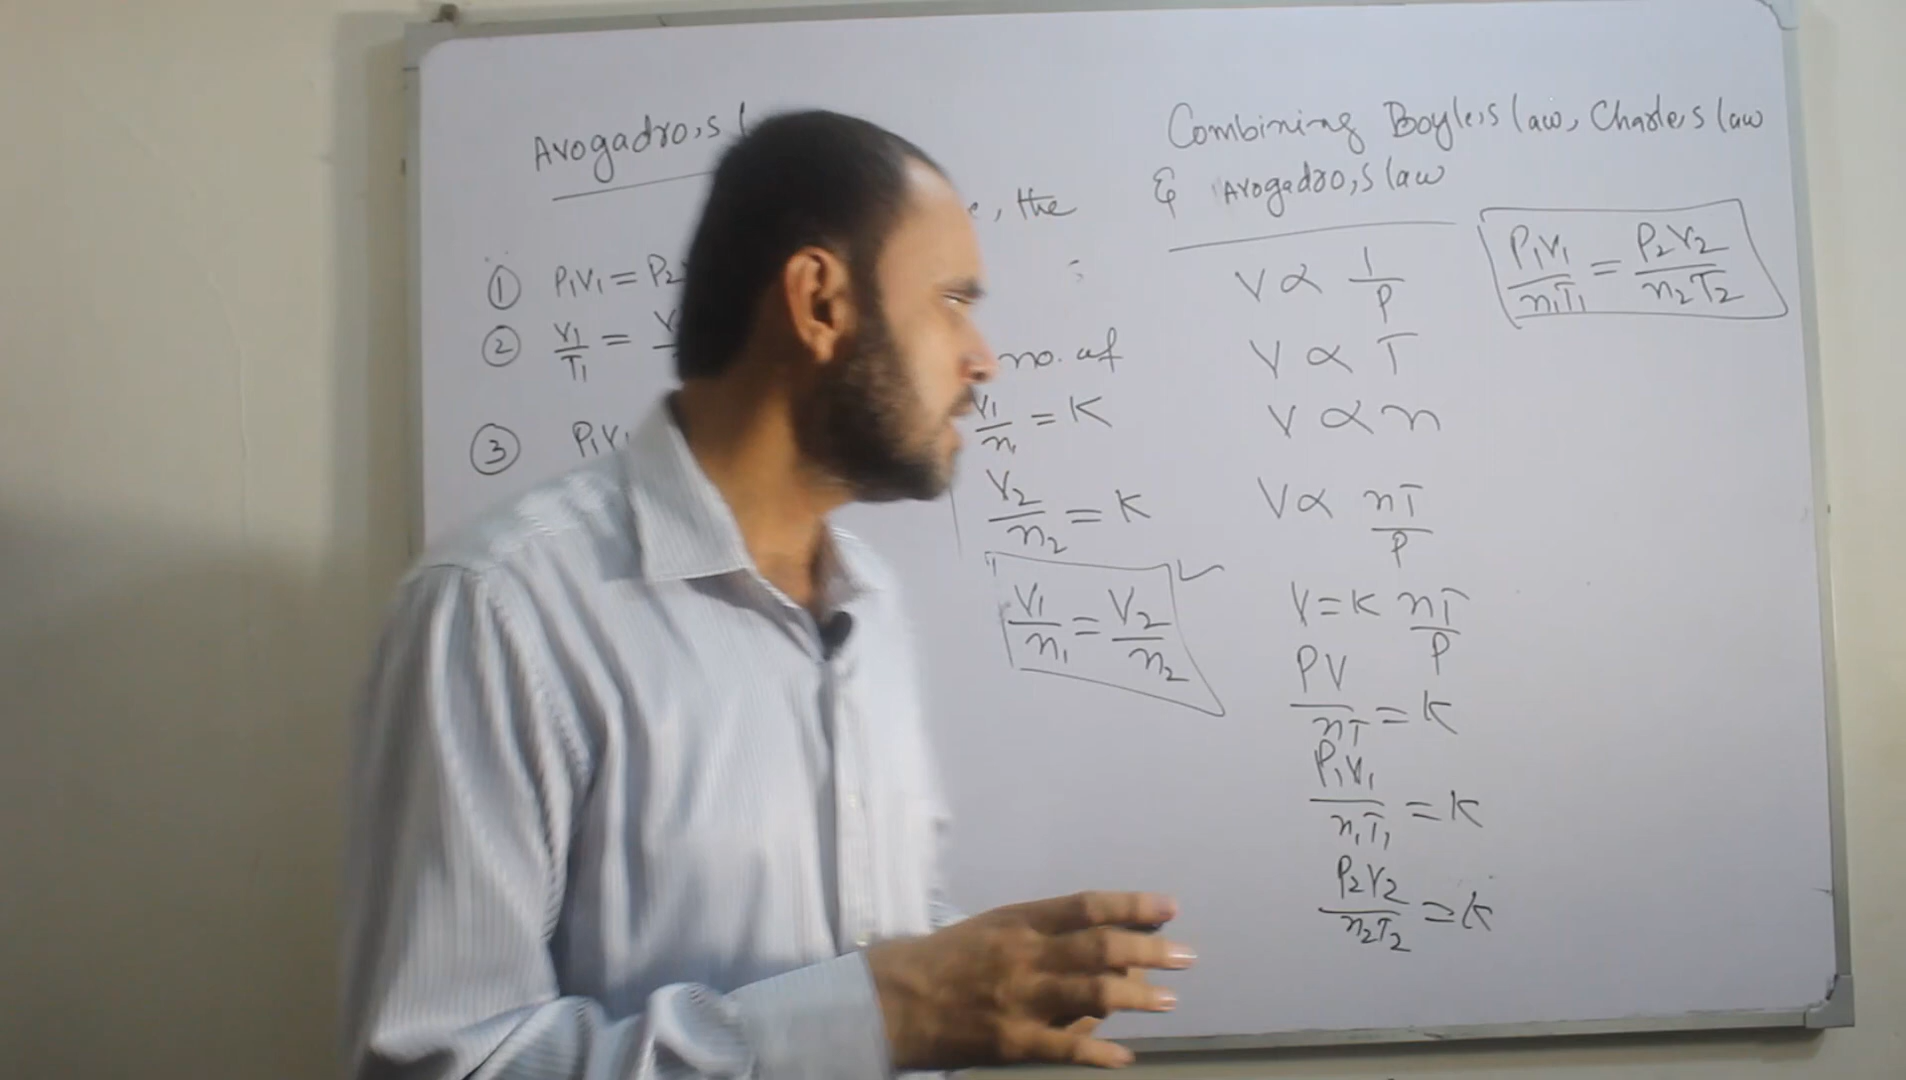 Avogadro,s
, the
① P₁V₁ = P₂
② V₁/T₁ =
no. of
③ P₁V₁
V₁/n₁ = K
V₂/n₂ = K
V₁/n₁ = V₂/n₂
Combining Boyle,s law, Charles law
& Avogadro,s law
V ∝ 1/P
P₁V₁/n₁T₁ = P₂V₂/n₂T₂
V ∝ T
V ∝ n
V ∝ nT/P
V = K nT/P
PV/nT = K
P₁V₁/n₁T₁ = K
P₂V₂/n₂T₂ = K